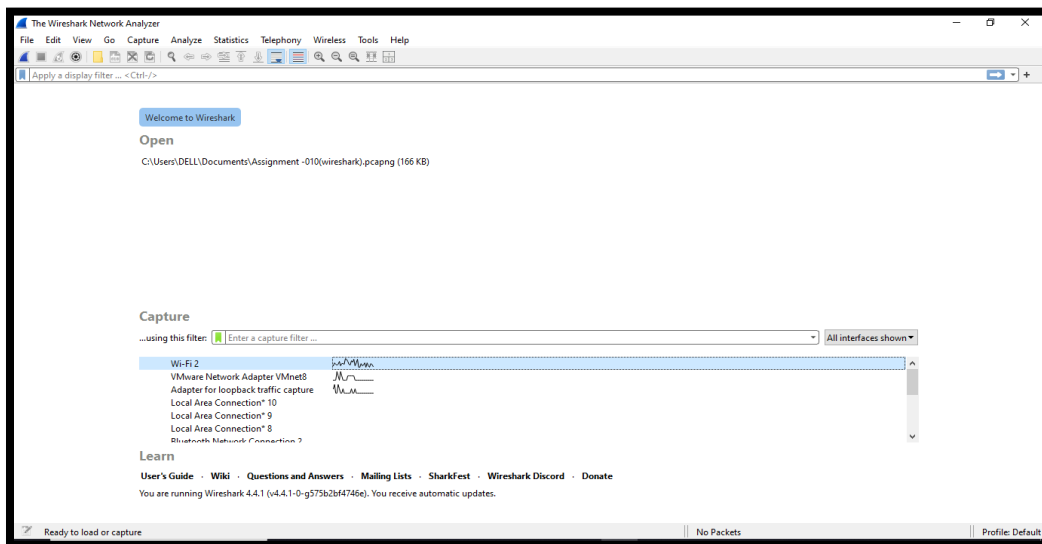 The Wireshark Network Analyzer
File Edit View Go Capture Analyze Statistics Telephony Wireless Tools Help
Apply a display filter ... <Ctrl-/>
Welcome to Wireshark
Open
C:\Users\DELL\Documents\Assignment -010(wireshark).pcapng (166 KB)
Capture
...using this filter: Enter a capture filter ... All interfaces shown
Wi-Fi 2
VMware Network Adapter VMnet8
Adapter for loopback traffic capture
Local Area Connection* 10
Local Area Connection* 9
Local Area Connection* 8
Bluetooth Network Connection 2
Learn
User's Guide · Wiki · Questions and Answers · Mailing Lists · SharkFest · Wireshark Discord · Donate
You are running Wireshark 4.4.1 (v4.4.1-0-g575b2bf4746e). You receive automatic updates.
Ready to load or capture No Packets Profile: Default